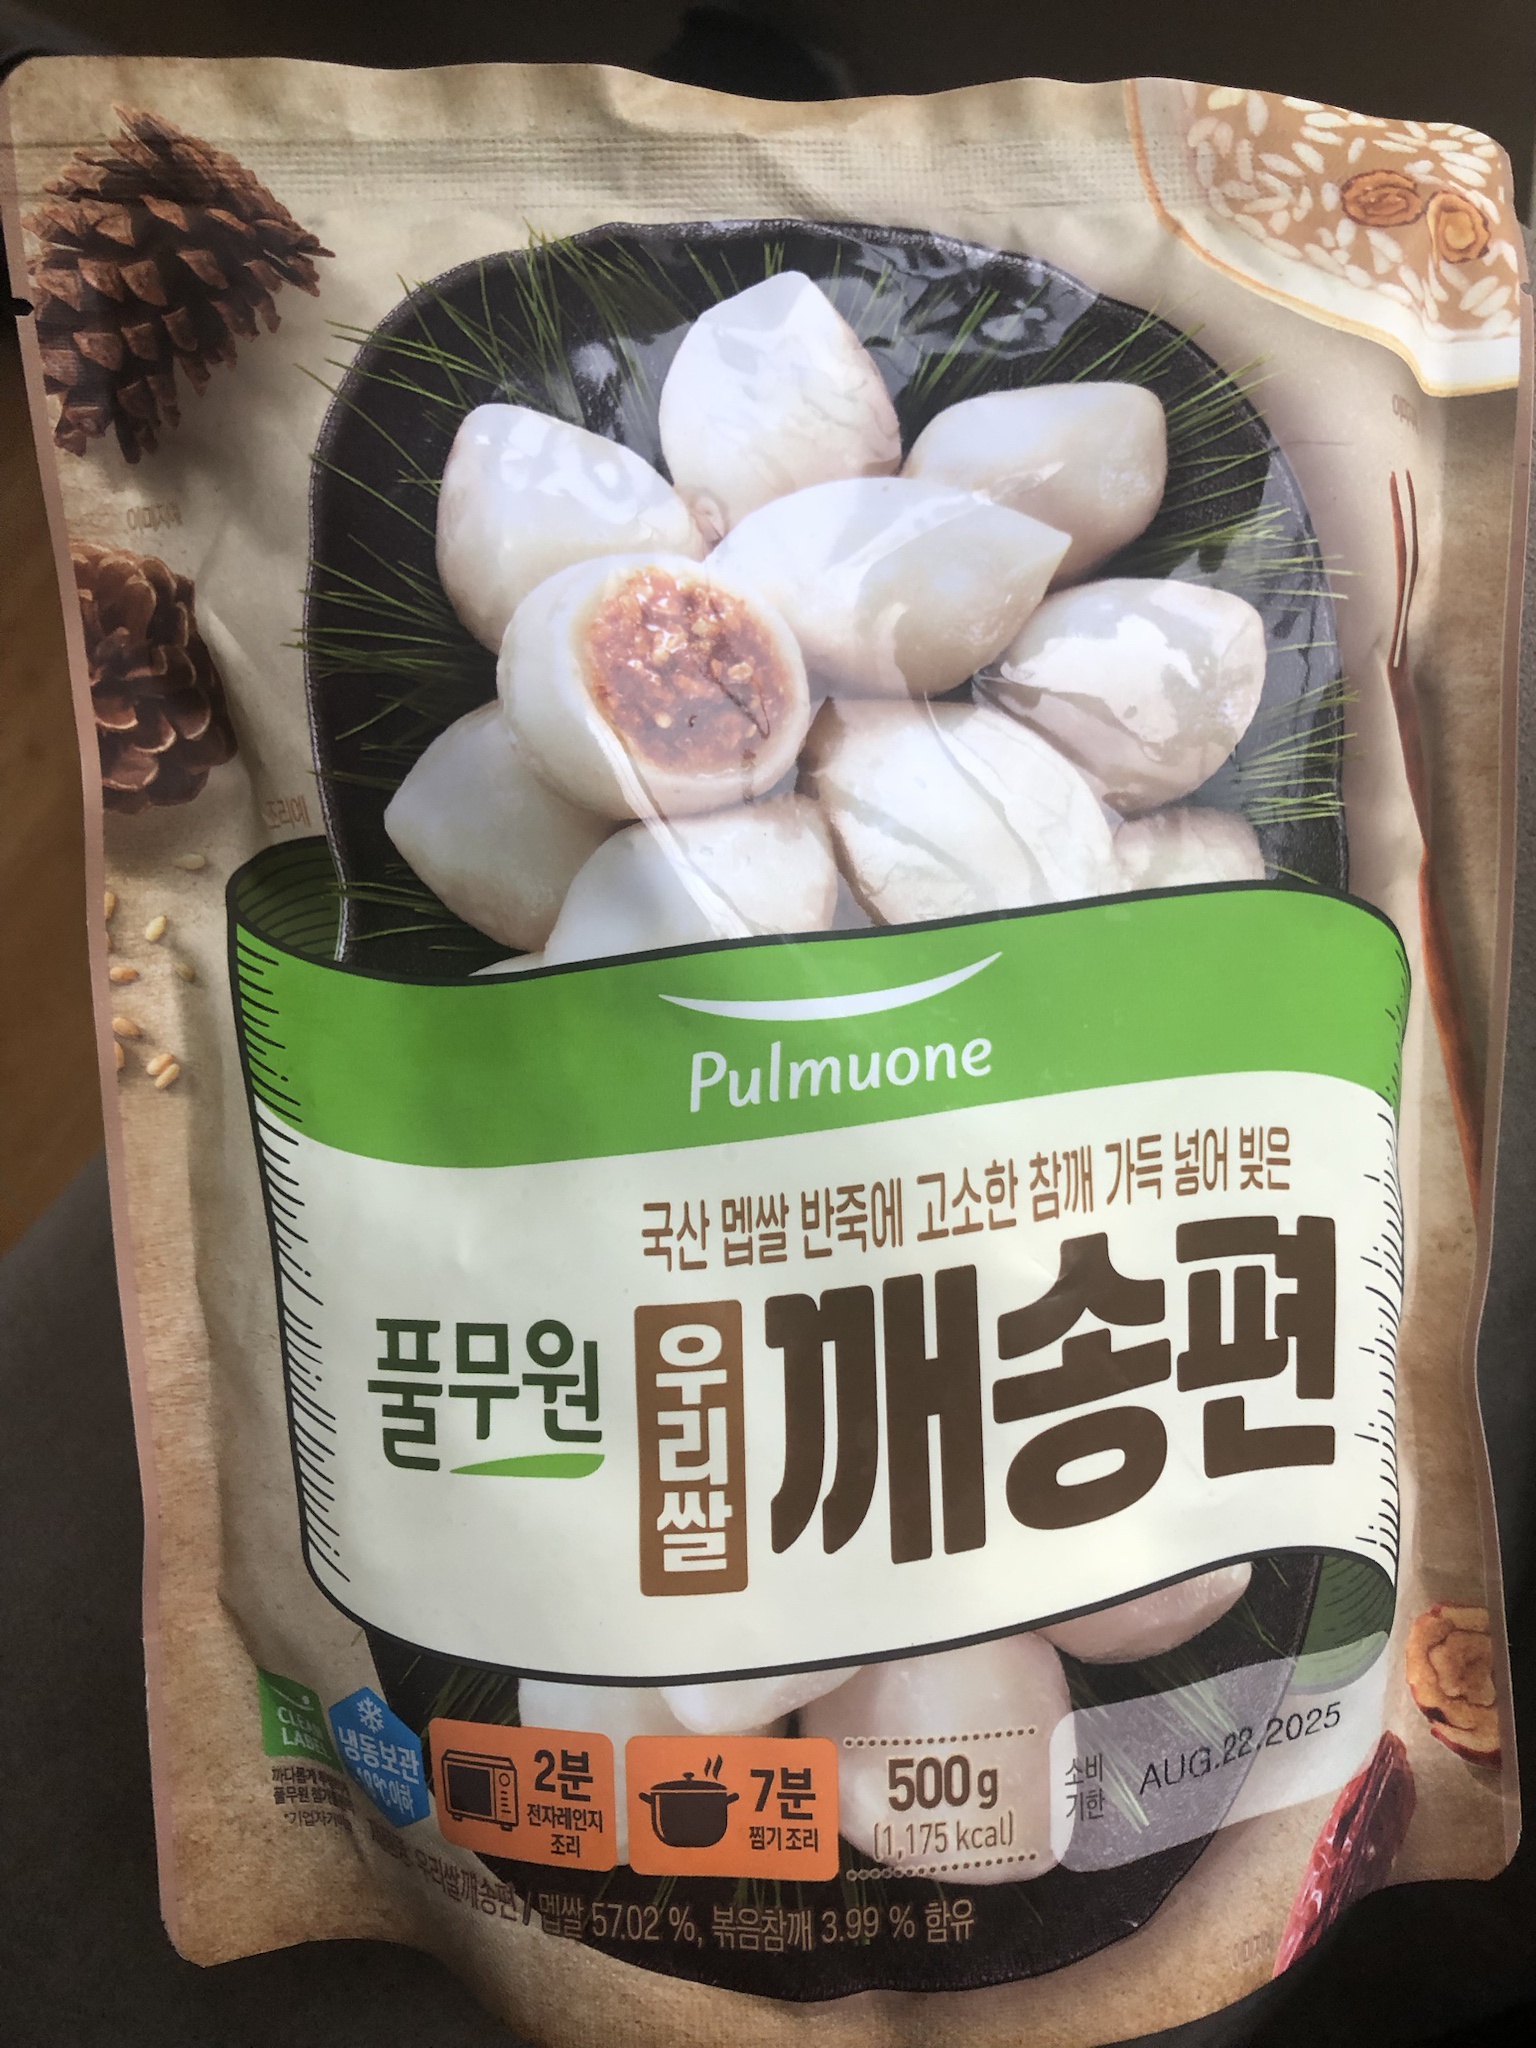 Pulmuone
국산 멥쌀 반죽에 고소한 참깨 가득 넣어 빚은
풀무원
우리쌀
깨송편
CLEAN
LABEL
냉동보관
2분
전자레인지
조리
7분
찜기 조리
500g
(1,175 kcal)
소비
기한
AUG.22.2025
우리쌀깨송편 / 멥쌀 57.02 %, 볶음참깨 3.99 % 함유